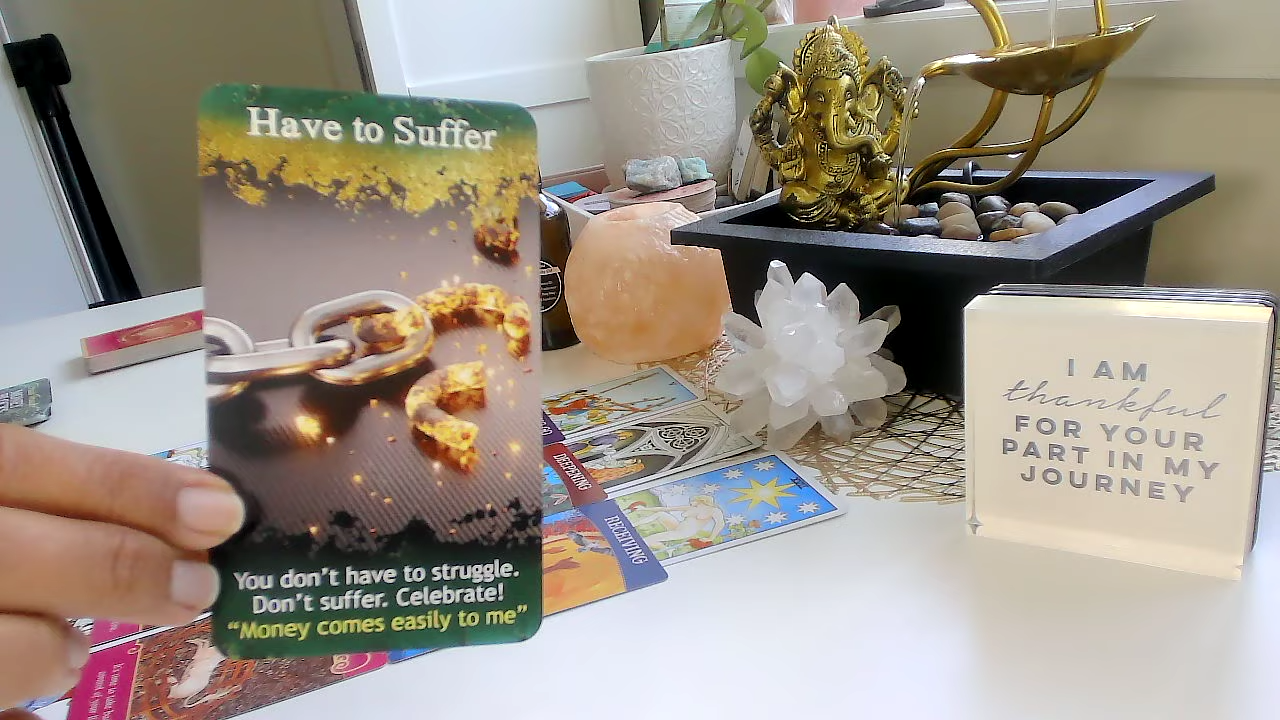 Have to Suffer
You don't have to struggle.
Don't suffer. Celebrate!
"Money comes easily to me"
DEEPENING
RECEIVING
I AM
thankful
FOR YOUR
PART IN MY
JOURNEY